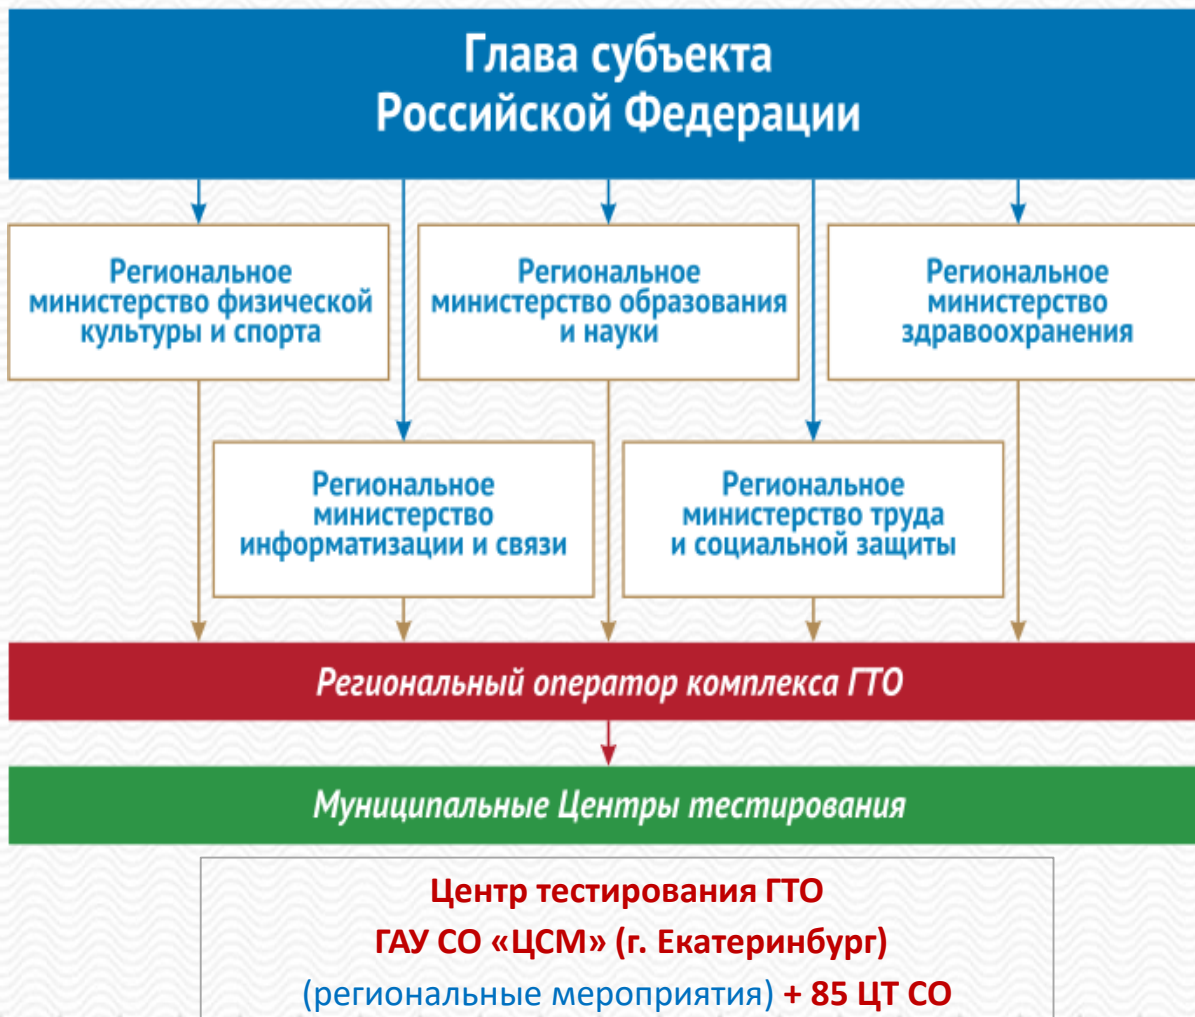 Глава субъекта
Российской Федерации
Региональное
министерство физической
культуры и спорта
Региональное
министерство образования
и науки
Региональное
министерство
здравоохранения
Региональное
министерство
информатизации и связи
Региональное
министерство труда
и социальной защиты
Региональный оператор комплекса ГТО
Муниципальные Центры тестирования
Центр тестирования ГТО
ГАУ СО «ЦСМ» (г. Екатеринбург)
(региональные мероприятия) + 85 ЦТ СО